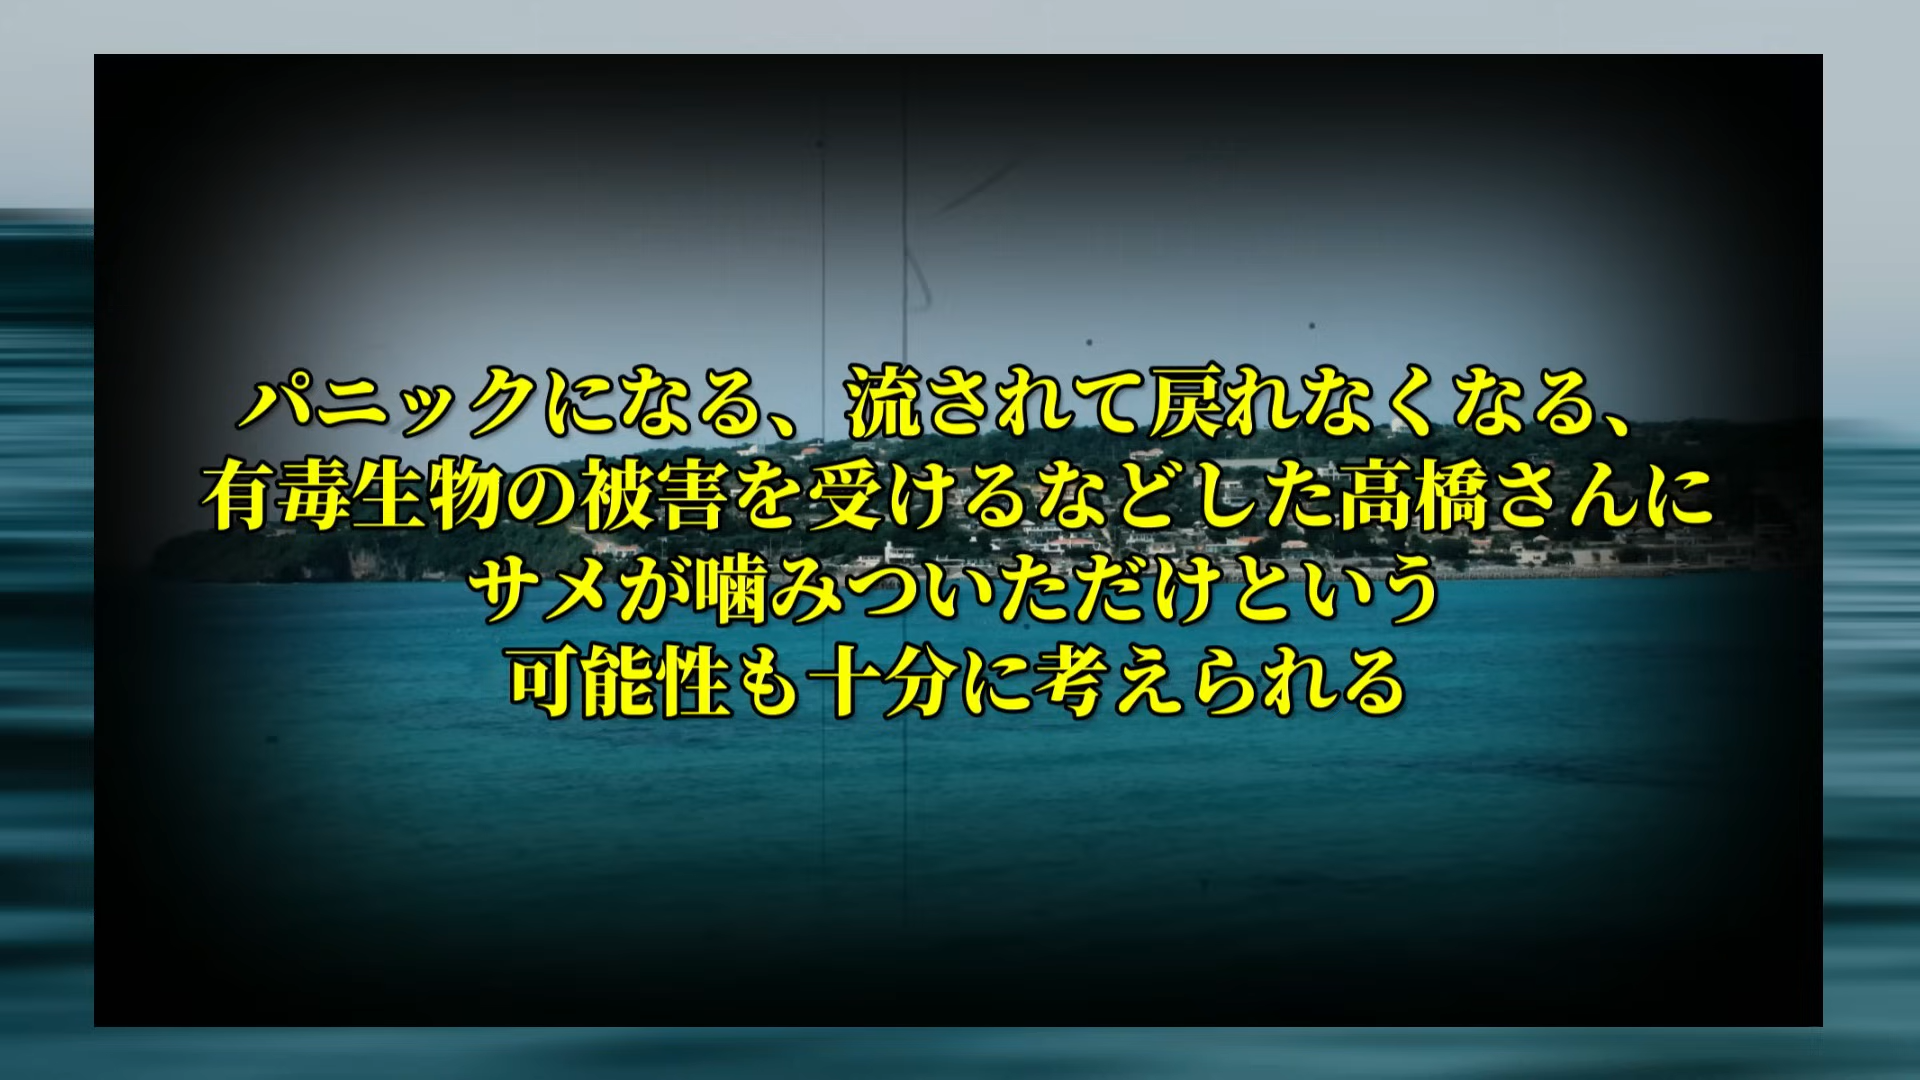 パニックになる、流されて戻れなくなる、
有毒生物の被害を受けるなどした高橋さんに
サメが噛みついただけという
可能性も十分に考えられる